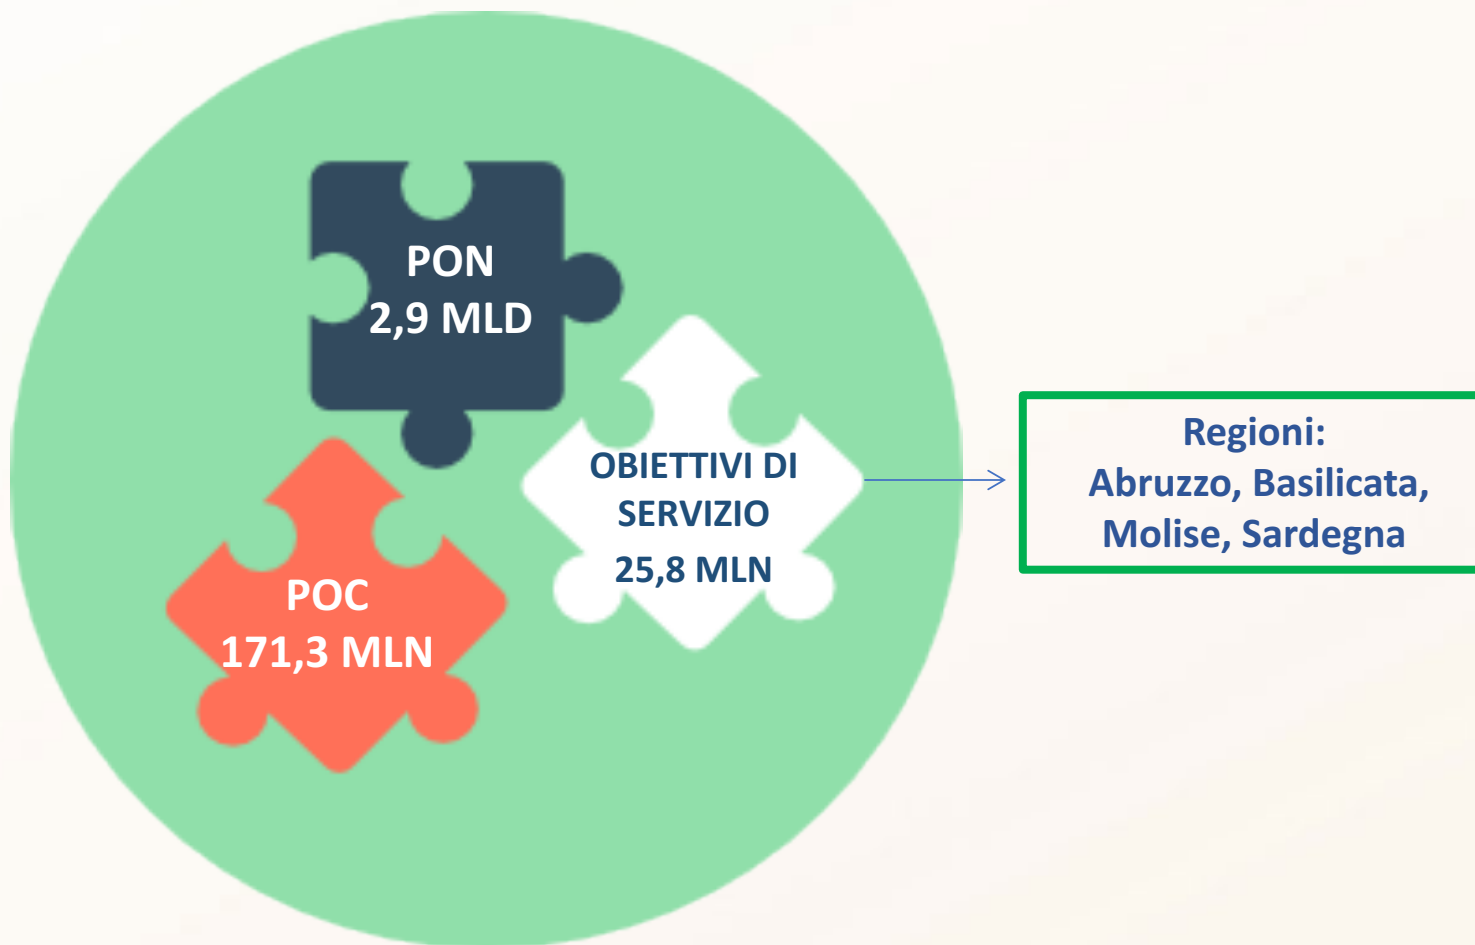 PON
2,9 MLD
OBIETTIVI DI
SERVIZIO
25,8 MLN
POC
171,3 MLN
Regioni:
Abruzzo, Basilicata,
Molise, Sardegna